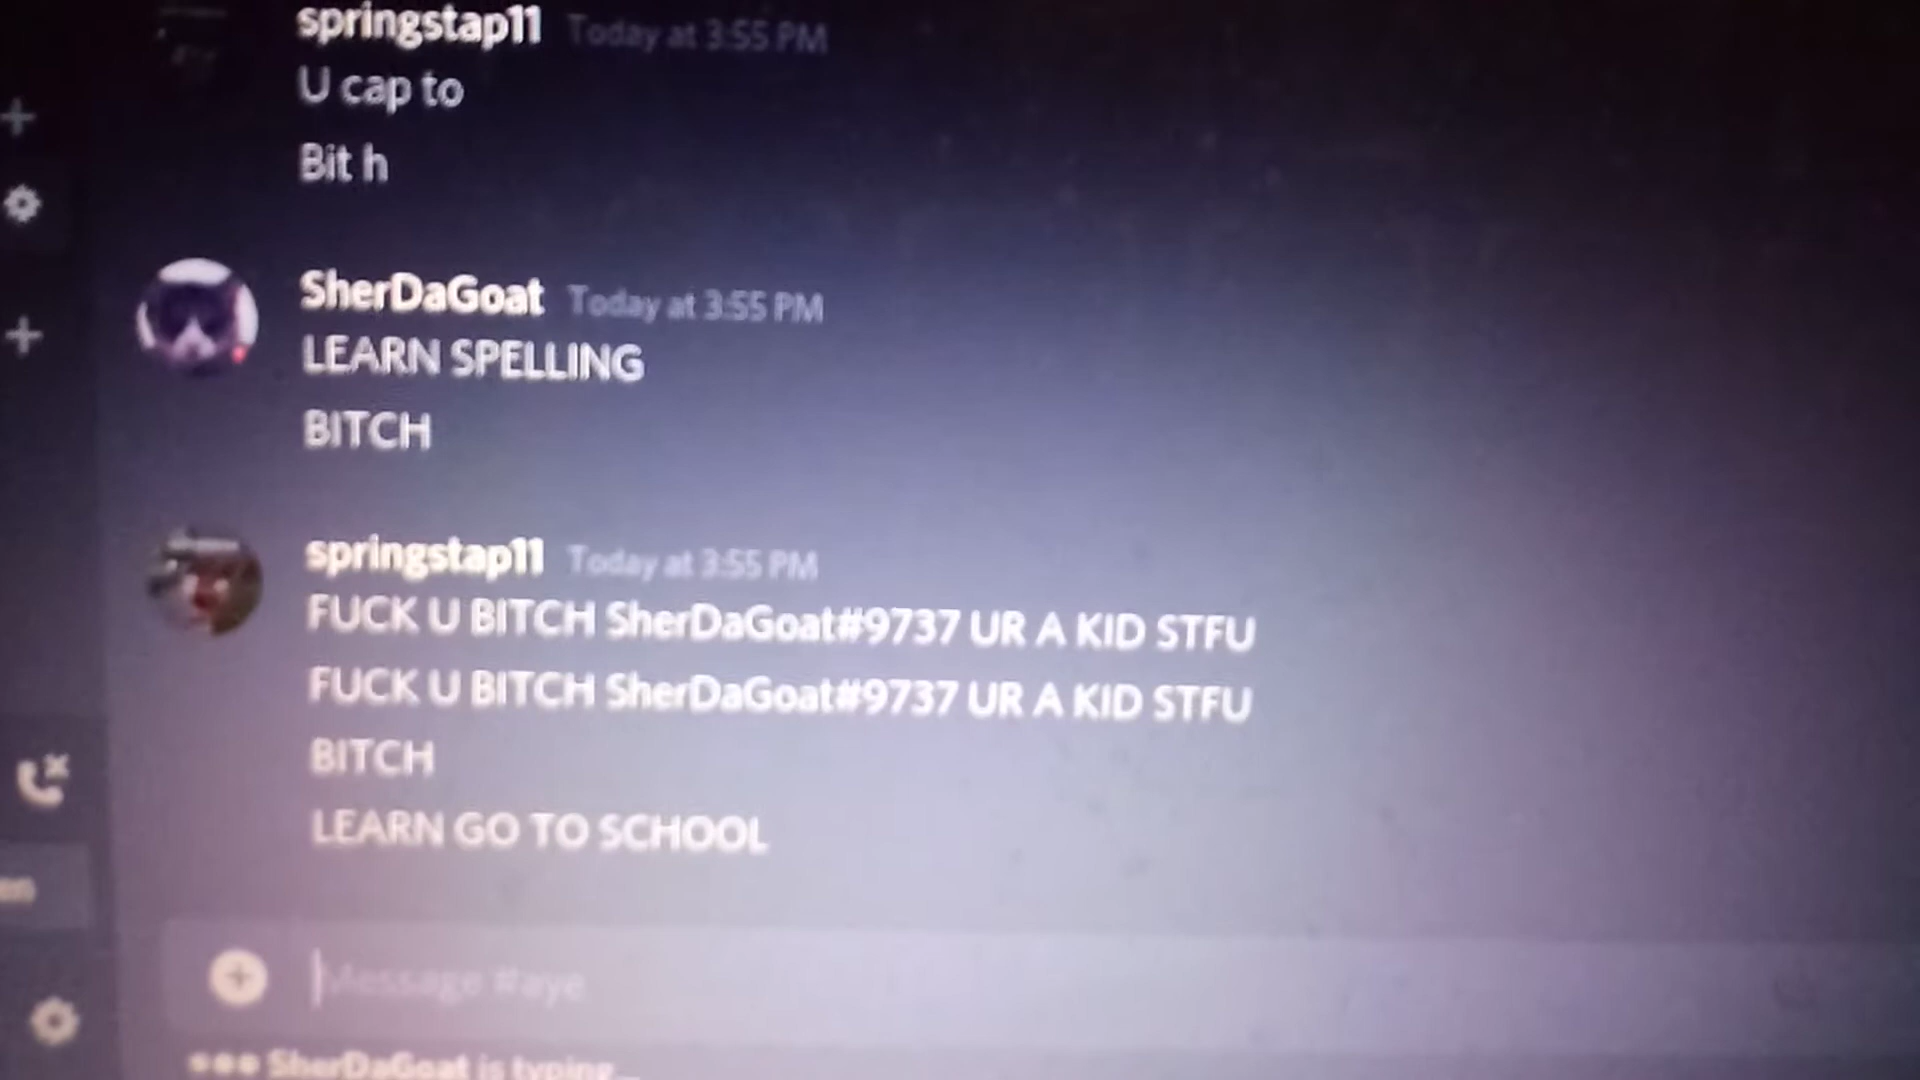 springstap11 Today at 3:55 PM
U cap to
Bit h
SherDaGoat Today at 3:55 PM
LEARN SPELLING
BITCH
springstap11 Today at 3:55 PM
FUCK U BITCH SherDaGoat#9737 UR A KID STFU
FUCK U BITCH SherDaGoat#9737 UR A KID STFU
BITCH
LEARN GO TO SCHOOL
Message #aye
SherDaGoat is typing...